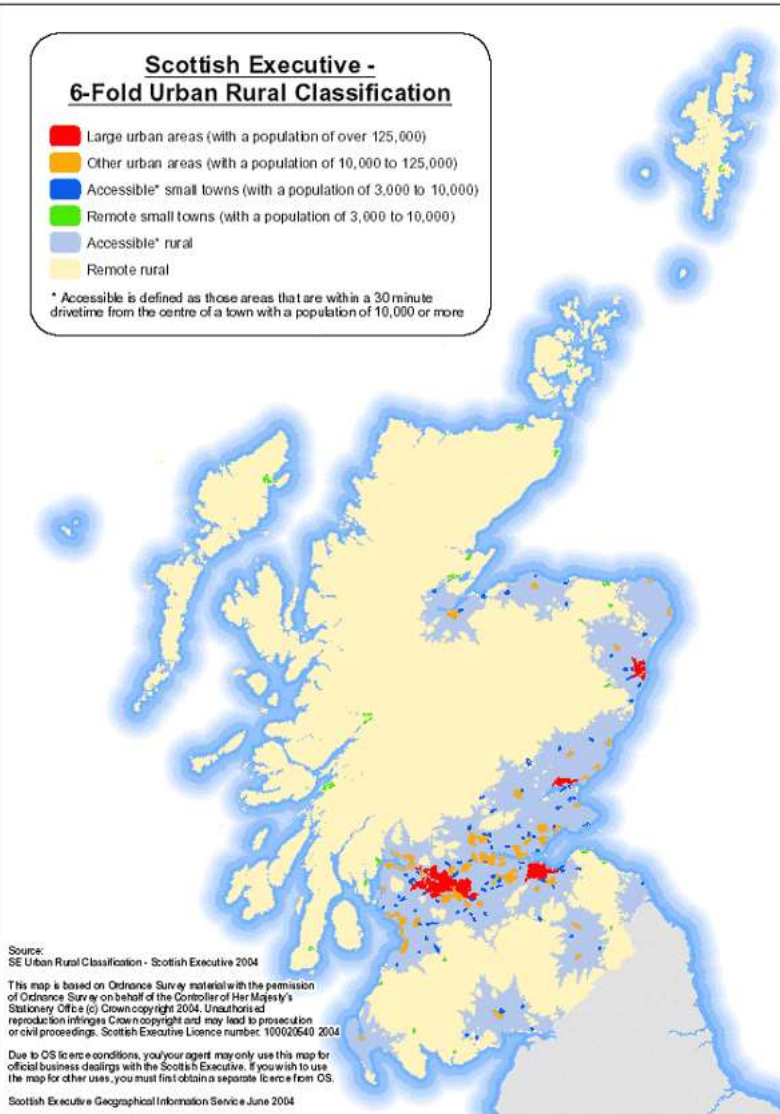 Scottish Executive -
6-Fold Urban Rural Classification
Large urban areas (with a population of over 125,000)
Other urban areas (with a population of 10,000 to 125,000)
Accessible* small towns (with a population of 3,000 to 10,000)
Remote small towns (with a population of 3,000 to 10,000)
Accessible* rural
Remote rural
* Accessible is defined as those areas that are within a 30 minute
drivetime from the centre of a town with a population of 10,000 or more
Source:
SE Urban Rural Classification - Scottish Executive 2004
This map is based on Ordnance Survey material with the permission
of Ordnance Survey on behalf of the Controller of Her Majesty's
Stationery Office (c) Crown copyright 2004. Unauthorised
reproduction infringes Crown copyright and may lead to prosecution
or civil proceedings. Scottish Executive Licence number: 100020540 2004
Due to OS licence conditions, you/your agent may only use this map for
official business dealings with the Scottish Executive. If you wish to use
the map for other uses, you must first obtain a separate licence from OS.
Scottish Executive Geographical Information Service June 2004